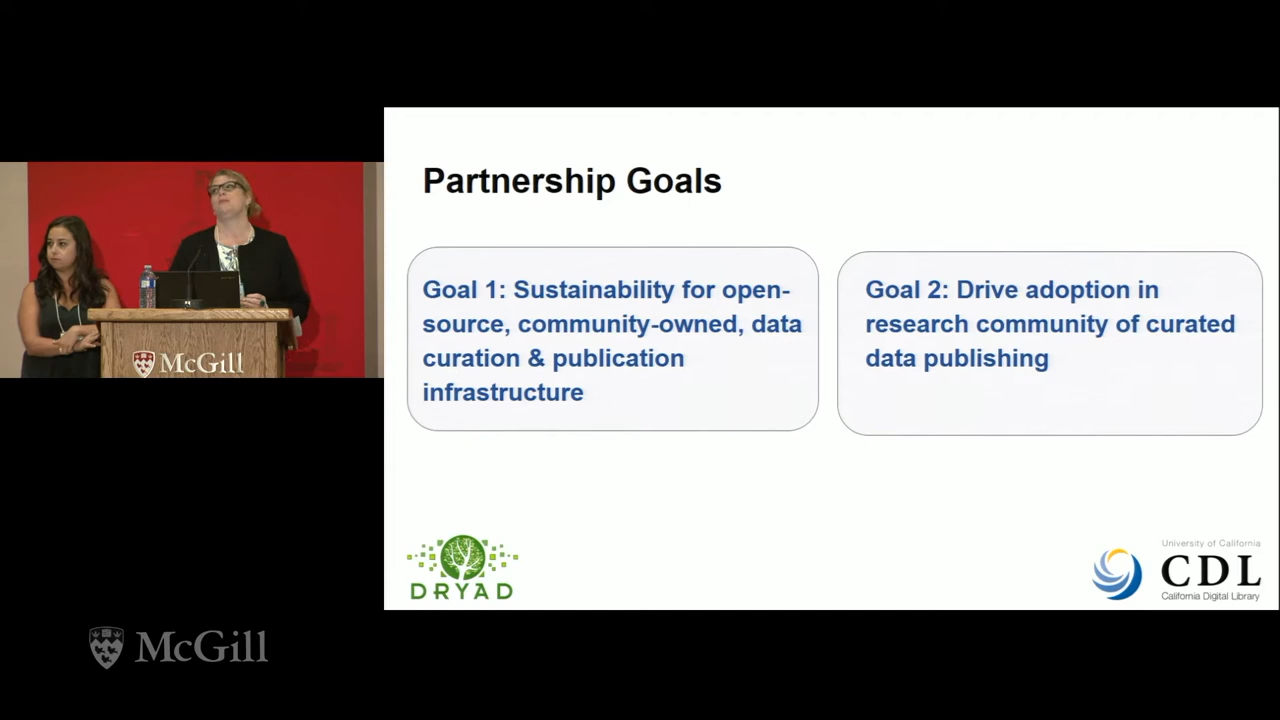 Partnership Goals
Goal 1: Sustainability for open-
source, community-owned, data
curation & publication
infrastructure
Goal 2: Drive adoption in
research community of curated
data publishing
McGill
DRYAD
University of California
CDL
California Digital Library
McGill